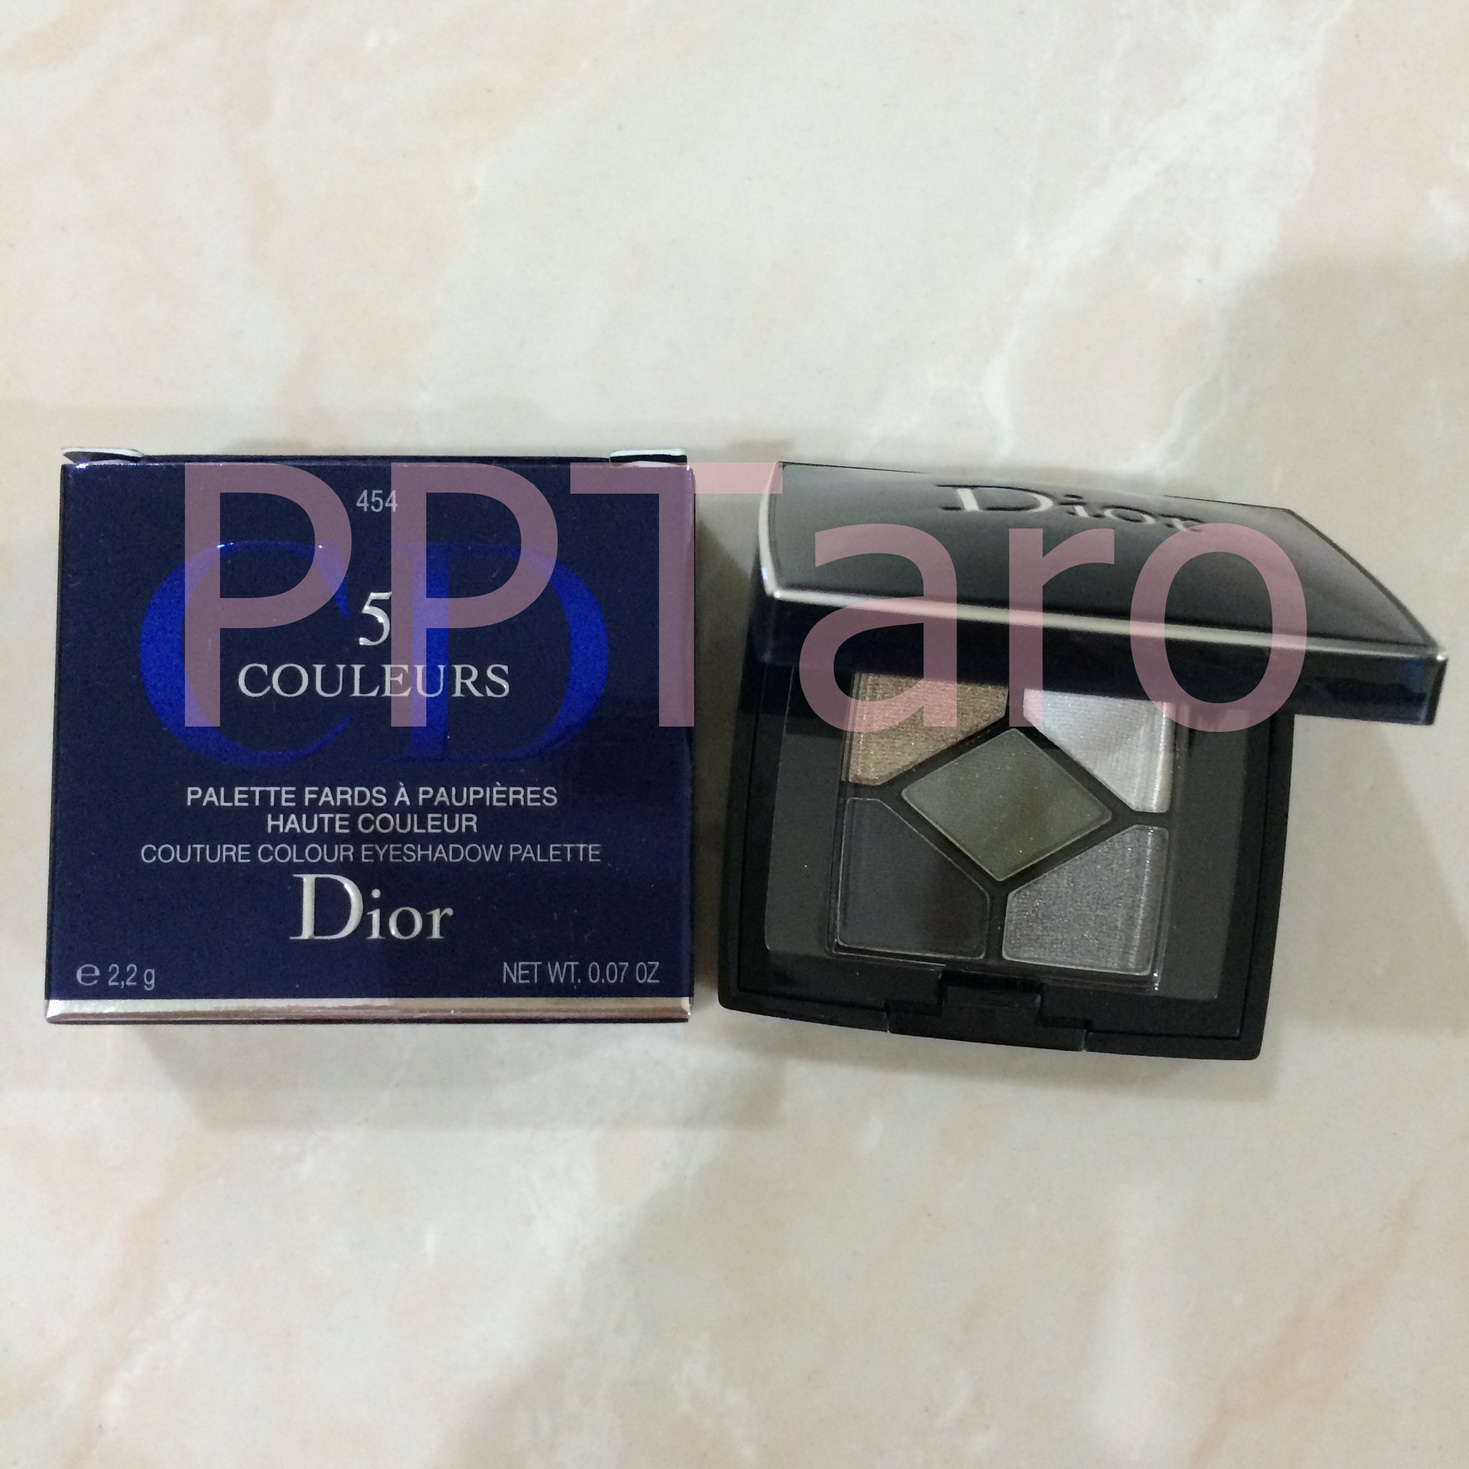 454
5
COULEURS
PALETTE FARDS À PAUPIÈRES
HAUTE COULEUR
COUTURE COLOUR EYESHADOW PALETTE
Dior
℮ 2,2 g
NET WT. 0.07 OZ
CD
Dior
PPTaro